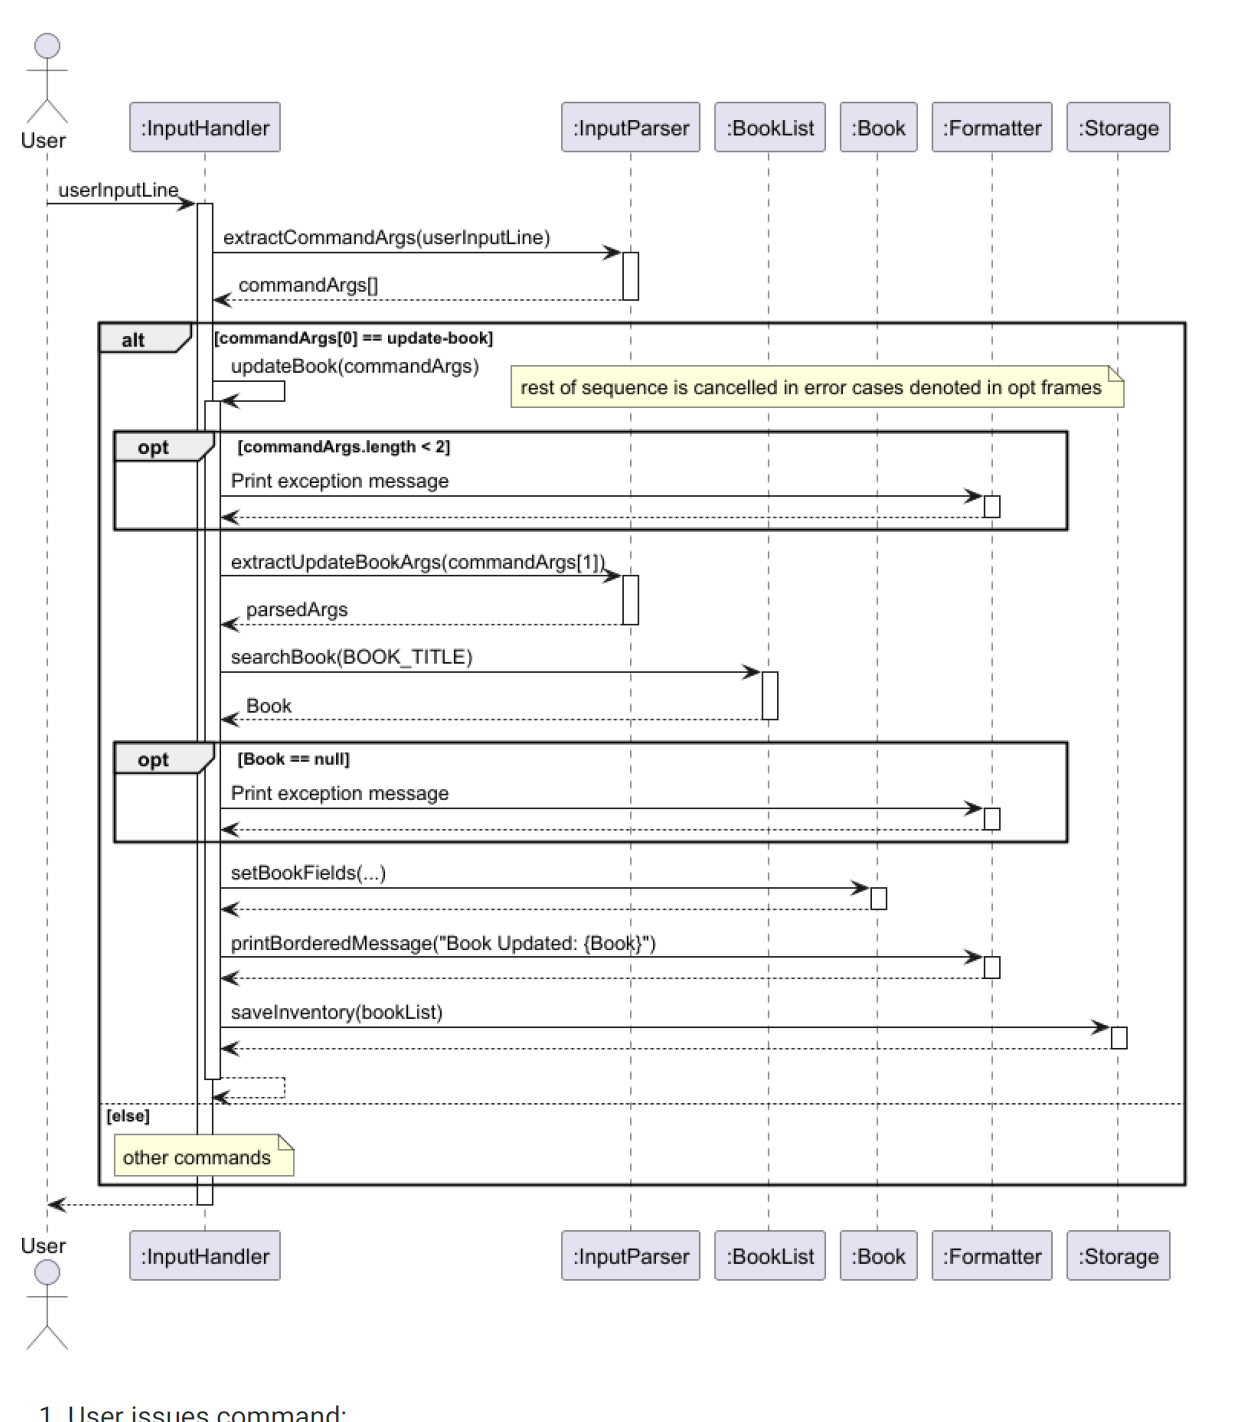 User
:InputHandler
:InputParser
:BookList
:Book
:Formatter
:Storage
userInputLine
extractCommandArgs(userInputLine)
commandArgs[]
alt
[commandArgs[0] == update-book]
updateBook(commandArgs)
rest of sequence is cancelled in error cases denoted in opt frames
opt
[commandArgs.length < 2]
Print exception message
extractUpdateBookArgs(commandArgs[1])
parsedArgs
searchBook(BOOK_TITLE)
Book
opt
[Book == null]
Print exception message
setBookFields(...)
printBorderedMessage("Book Updated: {Book}")
saveInventory(bookList)
[else]
other commands
User
:InputHandler
:InputParser
:BookList
:Book
:Formatter
:Storage
1. User issues command: